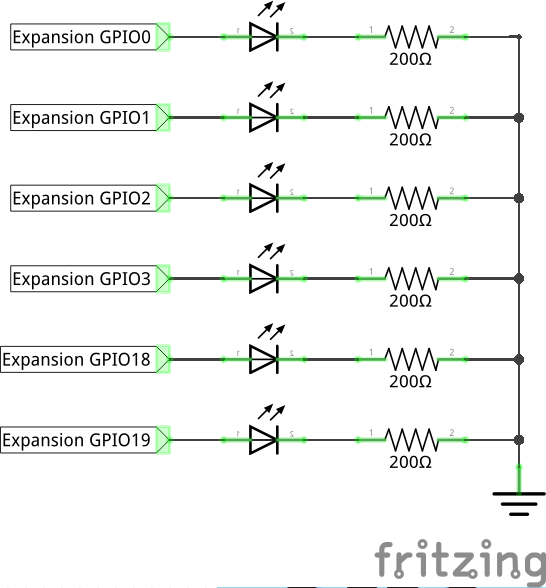 Expansion GPIO0
1
2
1
2
200Ω
Expansion GPIO1
1
2
1
2
200Ω
Expansion GPIO2
1
2
1
2
200Ω
Expansion GPIO3
1
2
1
2
200Ω
Expansion GPIO18
1
2
1
2
200Ω
Expansion GPIO19
1
2
1
2
200Ω
fritzing